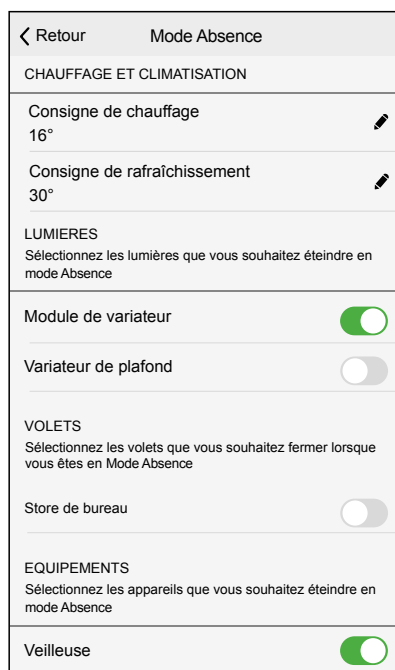 Retour Mode Absence
CHAUFFAGE ET CLIMATISATION
Consigne de chauffage
16°
Consigne de rafraîchissement
30°
LUMIERES
Sélectionnez les lumières que vous souhaitez éteindre en
mode Absence
Module de variateur
Variateur de plafond
VOLETS
Sélectionnez les volets que vous souhaitez fermer lorsque
vous êtes en Mode Absence
Store de bureau
EQUIPEMENTS
Sélectionnez les appareils que vous souhaitez éteindre en
mode Absence
Veilleuse